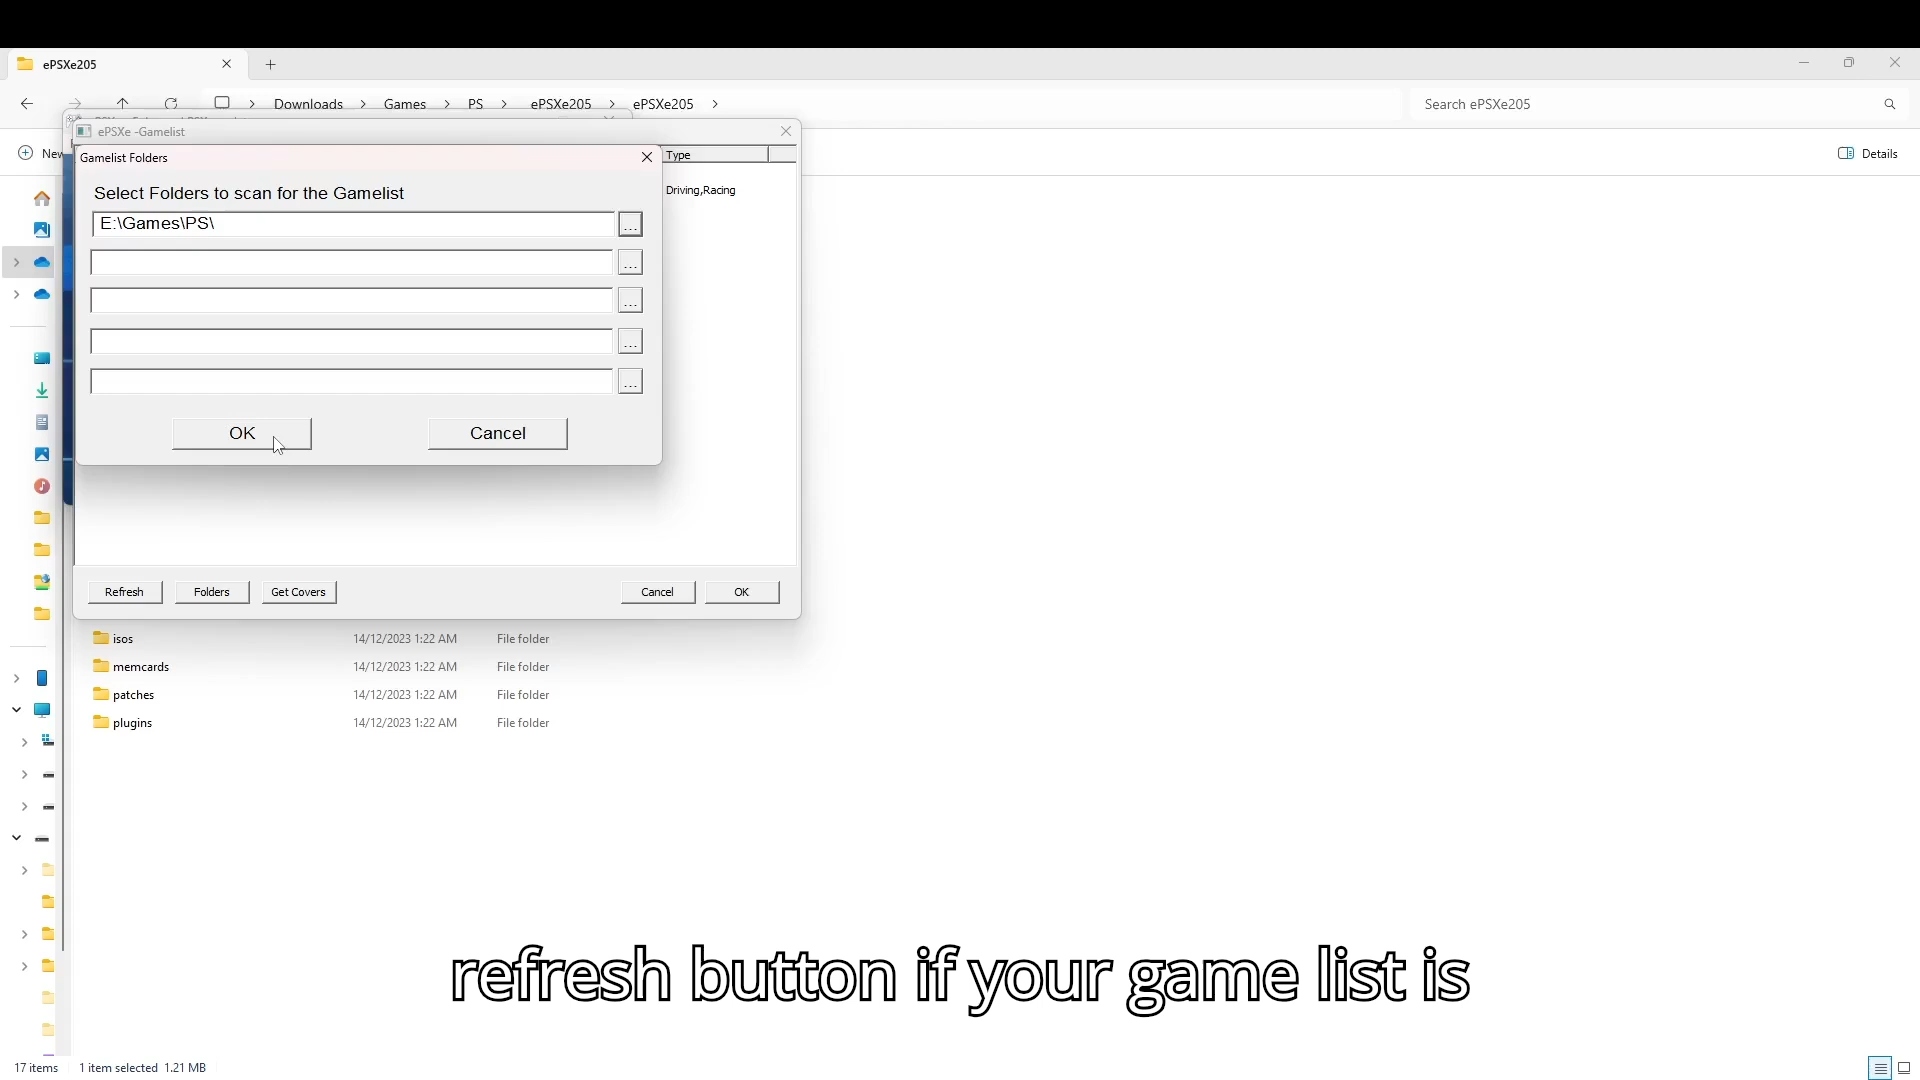 ePSXe205
Downloads > Games > PS > ePSXe205 > ePSXe205 >
Search ePSXe205
ePSXe -Gamelist
New
Details
Gamelist Folders
Type
Select Folders to scan for the Gamelist
Driving,Racing
E:\Games\PS\
...
...
...
...
...
OK
Cancel
Refresh
Folders
Get Covers
Cancel
OK
isos 14/12/2023 1:22 AM File folder
memcards 14/12/2023 1:22 AM File folder
patches 14/12/2023 1:22 AM File folder
plugins 14/12/2023 1:22 AM File folder
refresh button if your game list is
17 items 1 item selected 1.21 MB